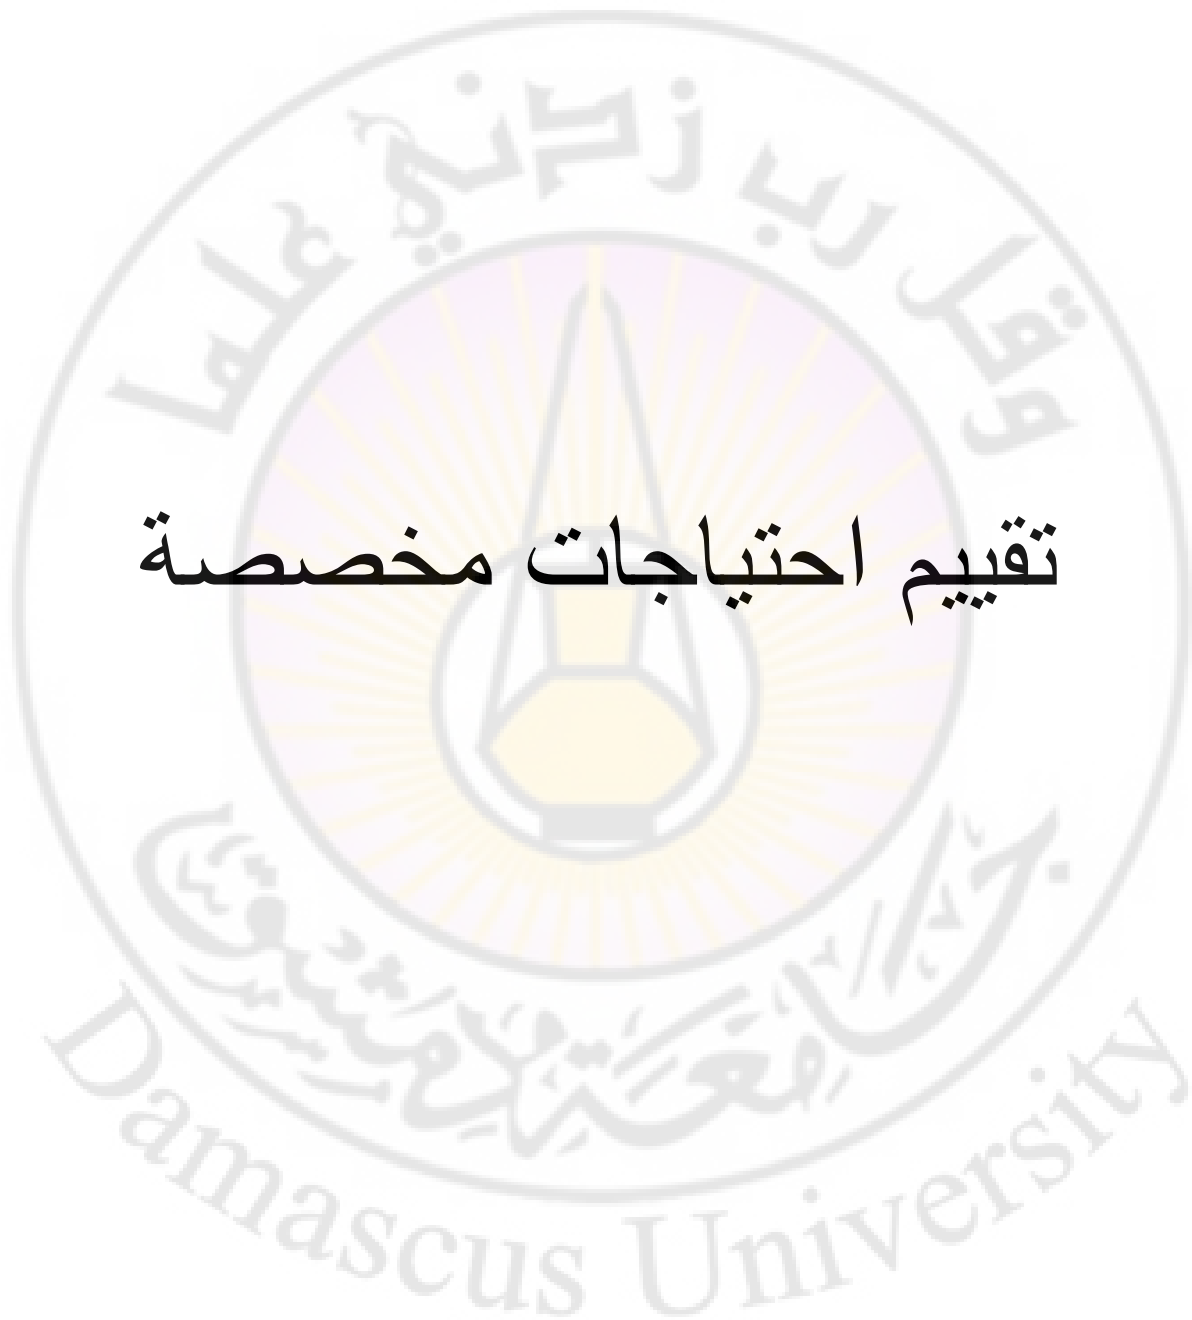 وقل رب زدني علما
تقييم احتياجات مخصصة
جامعة دمشق
Damascus University